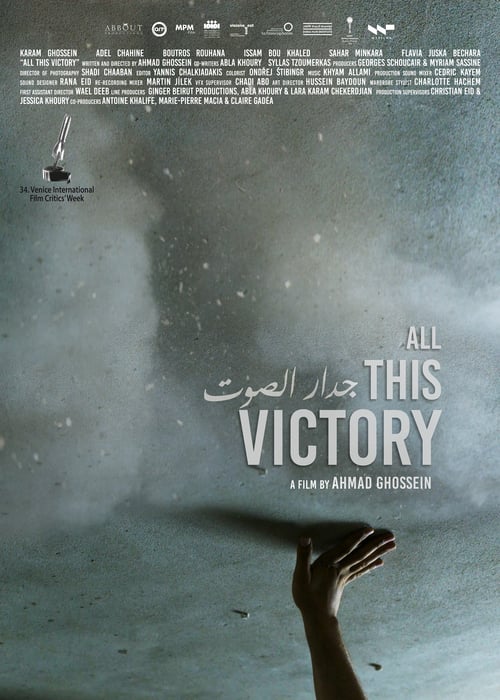 ABBOUT
MPM
KARAM GHOSSEIN ADEL CHAHINE BOUTROS ROUHANA ISSAM BOU KHALED SAHAR MINKARA FLAVIA JUSKA BECHARA
"ALL THIS VICTORY" WRITTEN AND DIRECTED BY AHMAD GHOSSEIN CO-WRITERS ABLA KHOURY SYLLAS TZOUMERKAS PRODUCERS GEORGES SCHOUCAIR & MYRIAM SASSINE
DIRECTOR OF PHOTOGRAPHY SHADI CHAABAN EDITOR YANNIS CHALKIADAKIS COLORIST ONDŘEJ ŠTIBINGR MUSIC KHYAM ALLAMI PRODUCTION SOUND MIXER CEDRIC KAYEM
SOUND DESIGNER RANA EID RE-RECORDING MIXER MARTIN JÍLEK VFX SUPERVISOR CHADI ABO ART DIRECTOR HUSSEIN BAYDOUN WARDROBE STYLIST CHARLOTTE HACHEM
FIRST ASSISTANT DIRECTOR WAEL DEEB LINE PRODUCERS GINGER BEIRUT PRODUCTIONS, ABLA KHOURY & LARA KARAM CHEKERDJIAN PRODUCTION SUPERVISORS CHRISTIAN EID &
JESSICA KHOURY CO-PRODUCERS ANTOINE KHALIFE, MARIE-PIERRE MACIA & CLAIRE GADÉA
34. Venice International
Film Critics' Week
ALL
جدار الصوت THIS
VICTORY
A FILM BY AHMAD GHOSSEIN